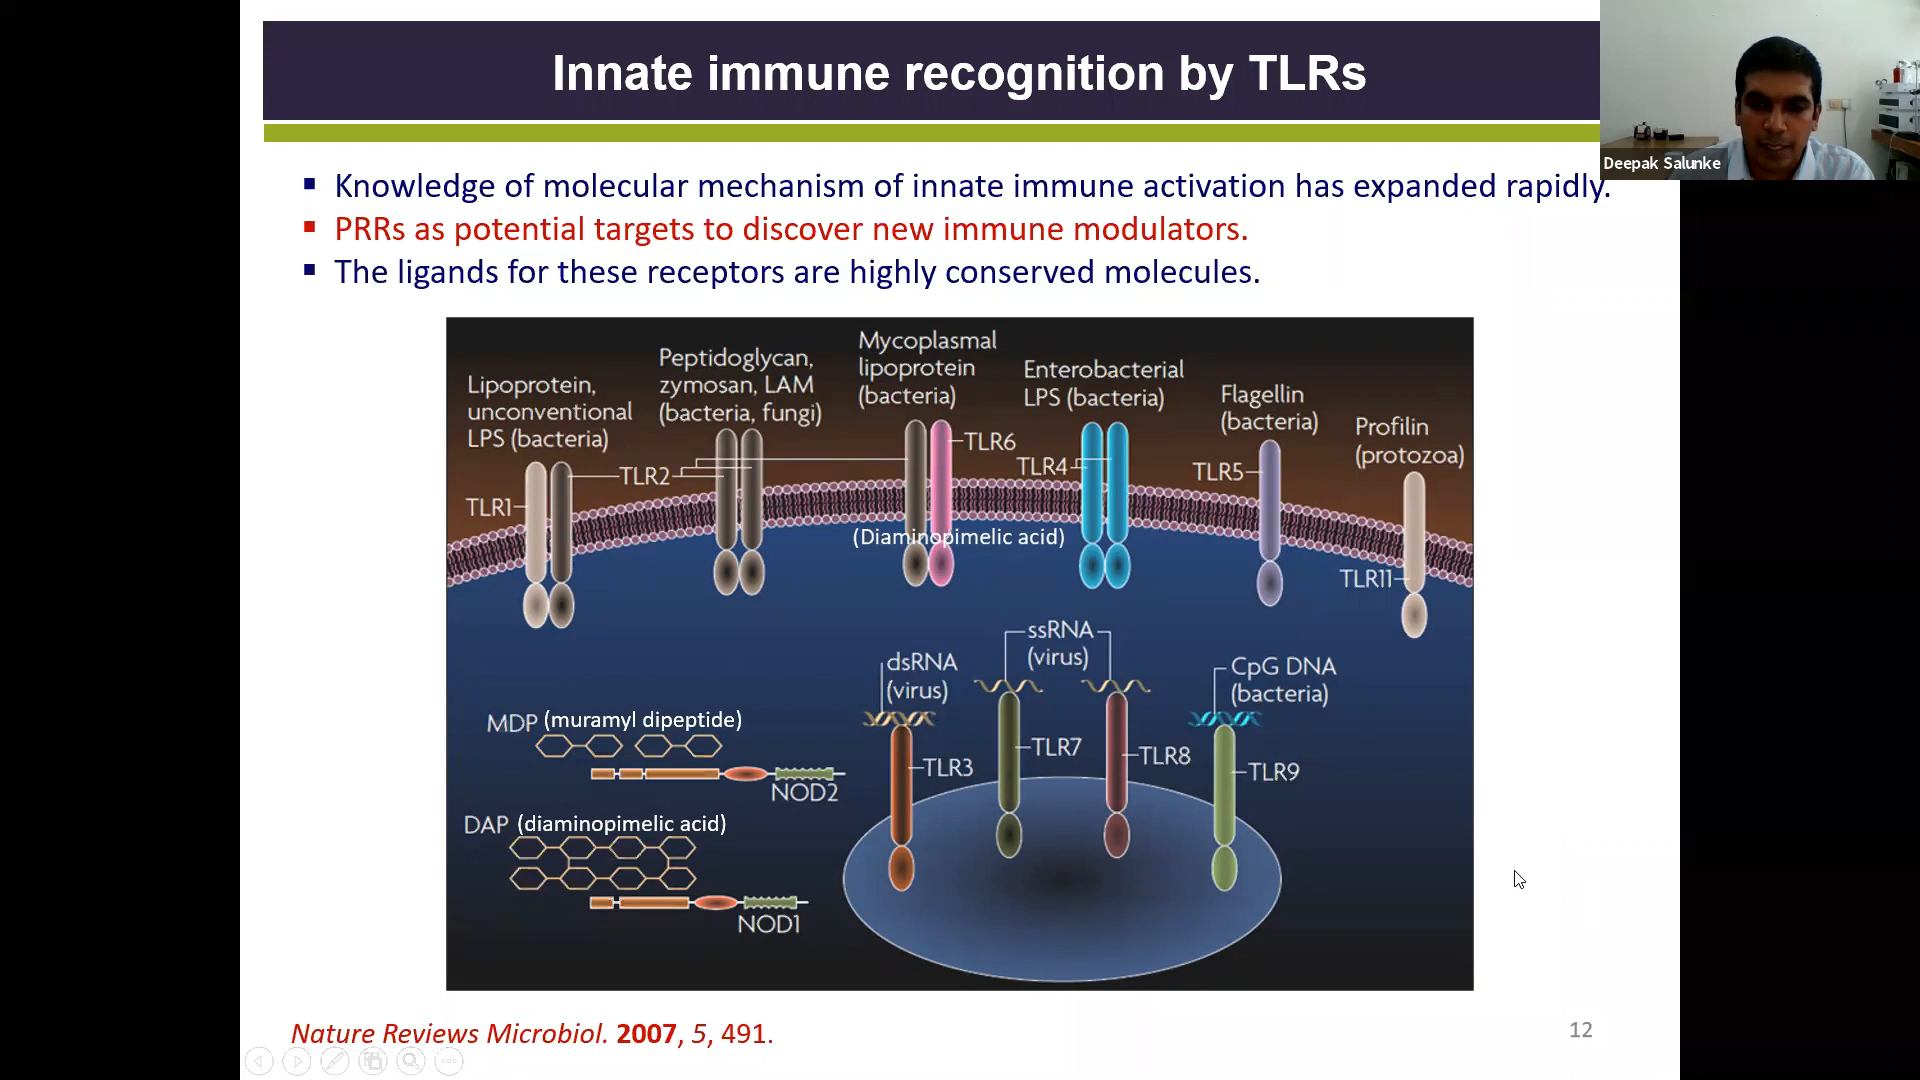 Innate immune recognition by TLRs
Deepak Salunke
▪ Knowledge of molecular mechanism of innate immune activation has expanded rapidly.
▪ PRRs as potential targets to discover new immune modulators.
▪ The ligands for these receptors are highly conserved molecules.
Lipoprotein,
unconventional
LPS (bacteria)
Peptidoglycan,
zymosan, LAM
(bacteria, fungi)
Mycoplasmal
lipoprotein
(bacteria)
Enterobacterial
LPS (bacteria)
Flagellin
(bacteria)
Profilin
(protozoa)
TLR1
TLR2
TLR6
TLR4
TLR5
TLR11
(Diaminopimelic acid)
dsRNA
(virus)
ssRNA
(virus)
CpG DNA
(bacteria)
MDP (muramyl dipeptide)
NOD2
DAP (diaminopimelic acid)
NOD1
TLR3
TLR7
TLR8
TLR9
Nature Reviews Microbiol. 2007, 5, 491.
12